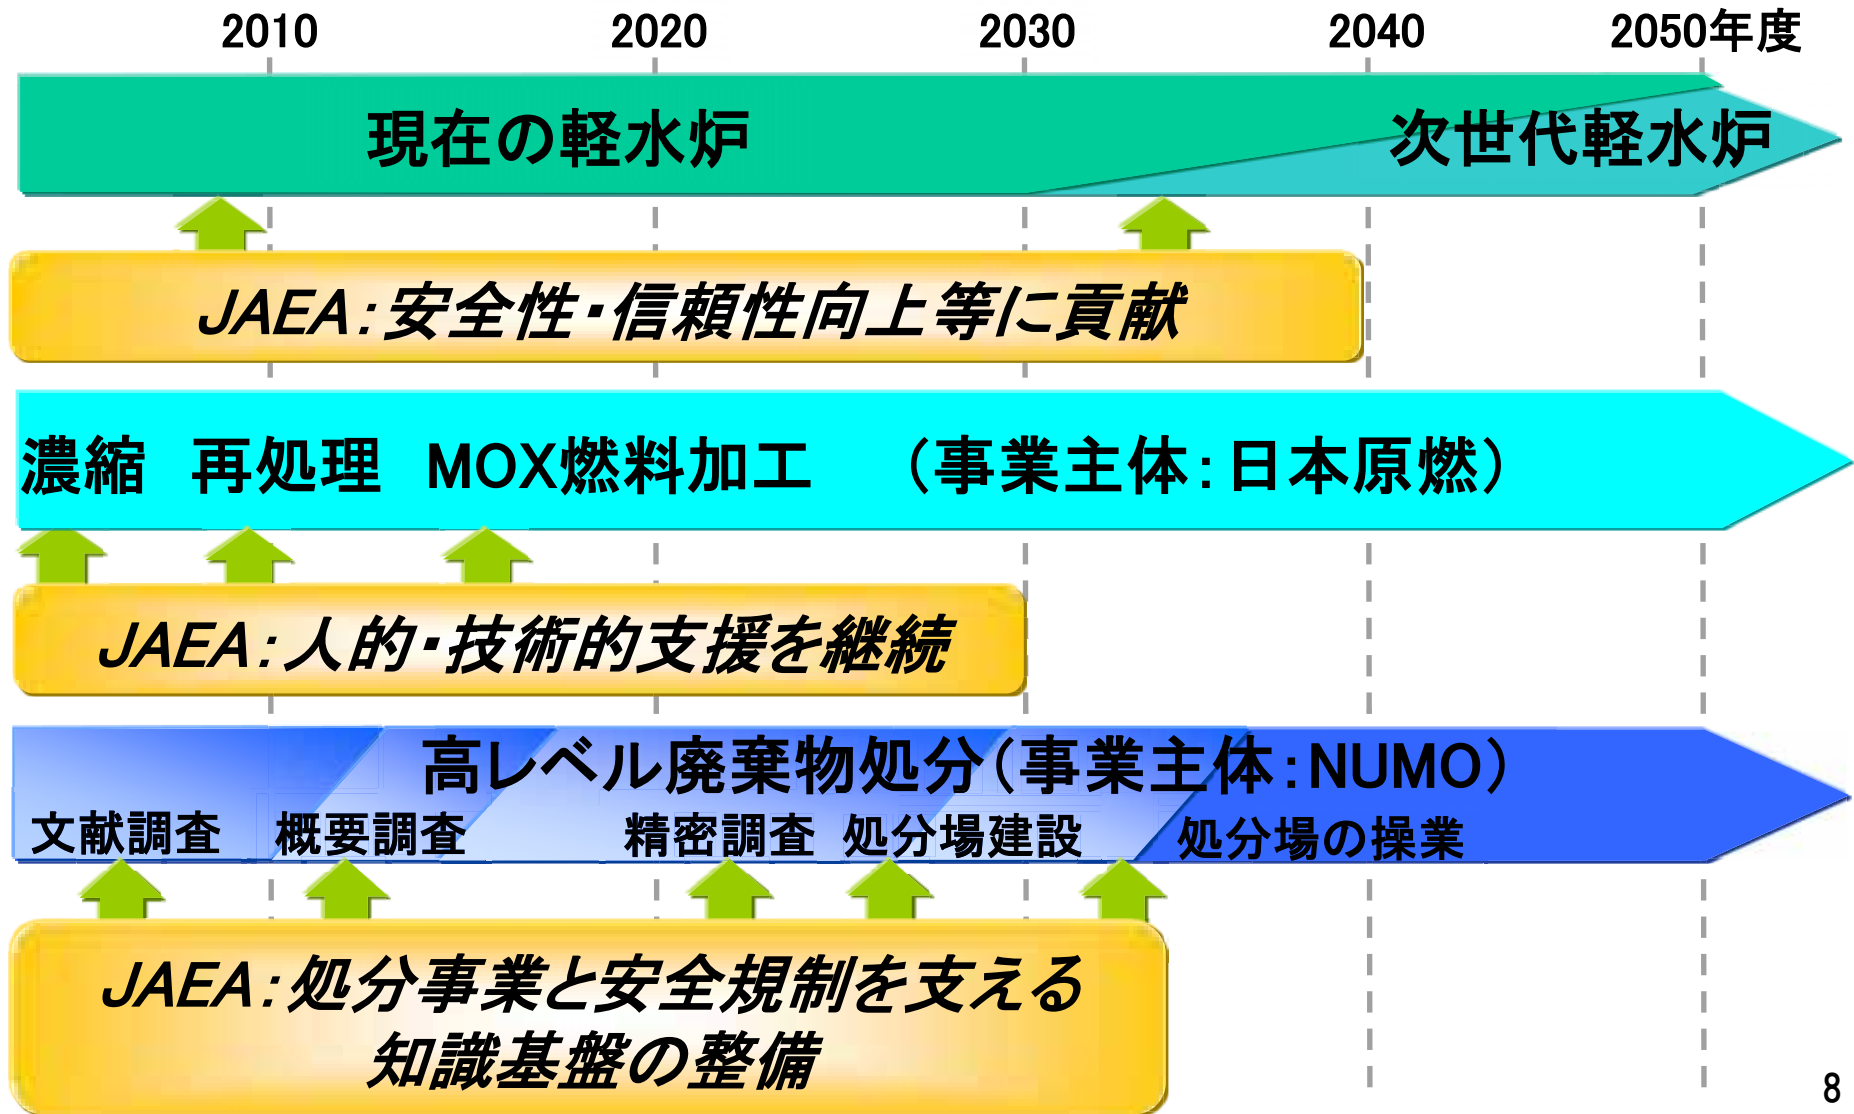 2010 2020 2030 2040 2050年度
現在の軽水炉 次世代軽水炉
JAEA：安全性・信頼性向上等に貢献
濃縮 再処理 MOX燃料加工 （事業主体：日本原燃）
JAEA：人的・技術的支援を継続
高レベル廃棄物処分（事業主体：NUMO）
文献調査 概要調査 精密調査 処分場建設 処分場の操業
JAEA：処分事業と安全規制を支える
知識基盤の整備
8